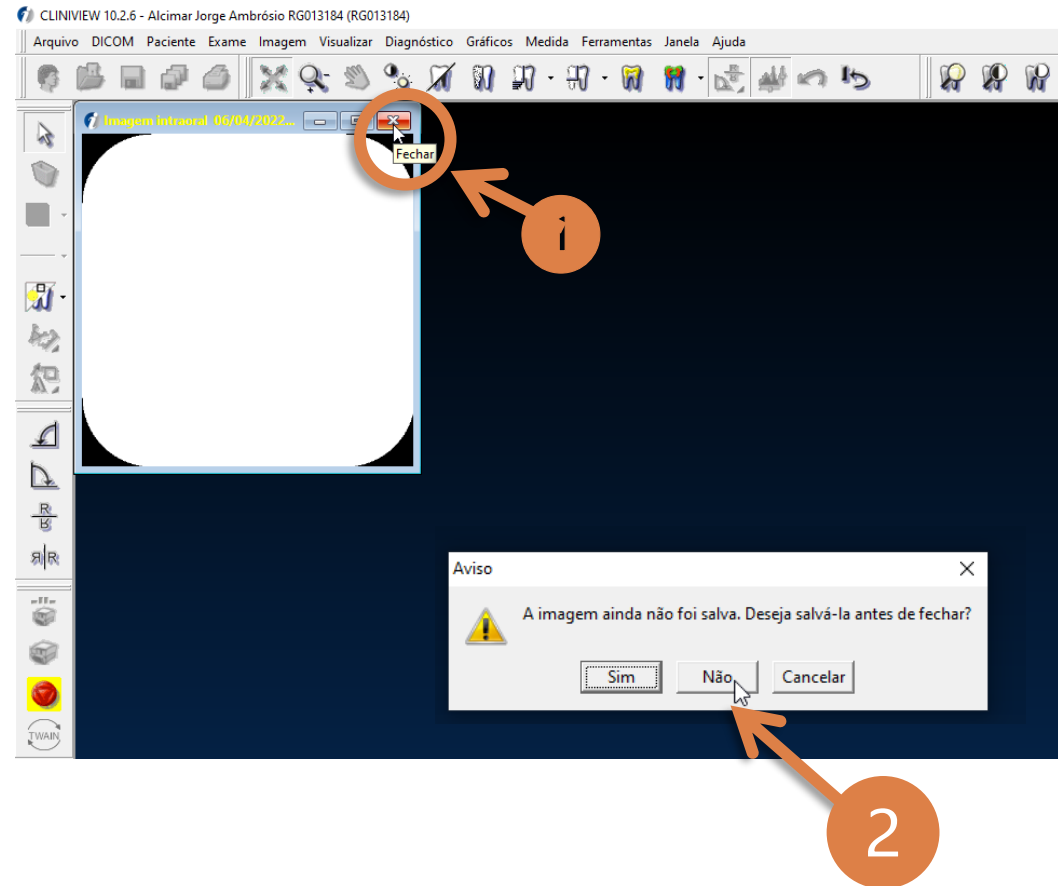 CLINIVIEW 10.2.6 - Alcimar Jorge Ambrósio RG013184 (RG013184)
Arquivo DICOM Paciente Exame Imagem Visualizar Diagnóstico Gráficos Medida Ferramentas Janela Ajuda
Imagem intraoral 06/04/2022...
Fechar
1
R
R
R R
TWAIN
Aviso
A imagem ainda não foi salva. Deseja salvá-la antes de fechar?
Sim Não Cancelar
2